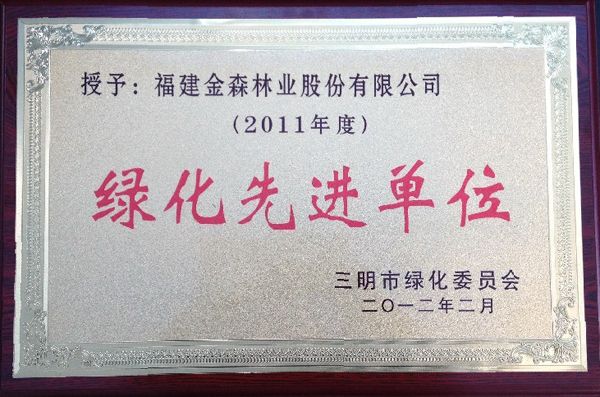 授予：福建金森林业股份有限公司
（2011年度）
绿化先进单位
三明市绿化委员会
二〇一二年二月